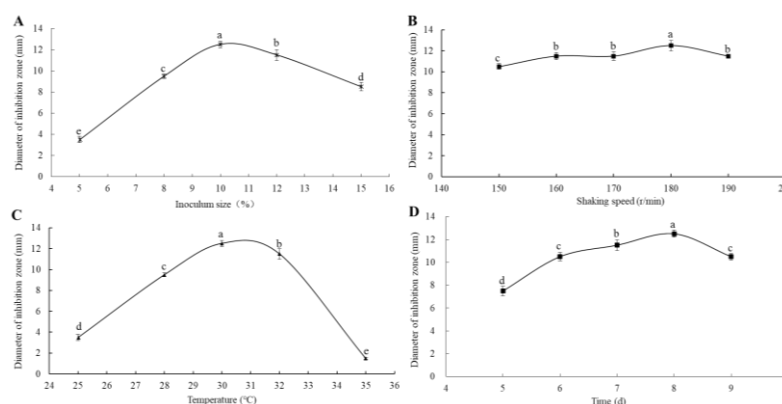 A
Diameter of inhibition zone (mm)
14
12
10
8
6
4
2
0
e
c
a
b
d
4 5 6 7 8 9 10 11 12 13 14 15 16
Inoculum size（%）
B
Diameter of inhibition zone (mm)
14
12
10
8
6
4
2
0
c
b
b
a
b
140 150 160 170 180 190
Shaking speed (r/min)
C
Diameter of inhibition zone (mm)
14
12
10
8
6
4
2
0
d
c
a
b
e
24 25 26 27 28 29 30 31 32 33 34 35 36
Temperature (°C)
D
Diameter of inhibition zone (mm)
14
12
10
8
6
4
2
0
d
c
b
a
c
4 5 6 7 8 9
Time (d)